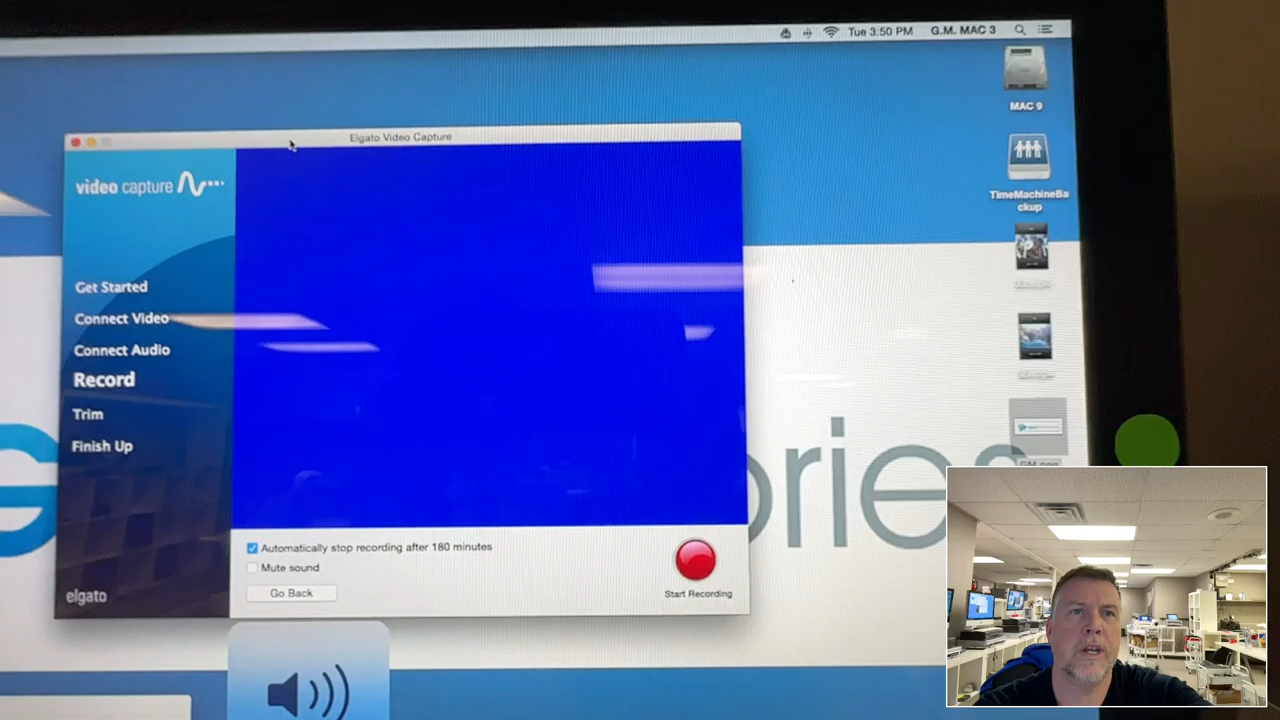 Tue 3:50 PM G.M. MAC 3
MAC 9
Elgato Video Capture
video capture
TimeMachineBa
ckup
Get Started
Connect Video
Connect Audio
Record
Trim
Finish Up
ories
Automatically stop recording after 180 minutes
Mute sound
Go Back
Start Recording
elgato